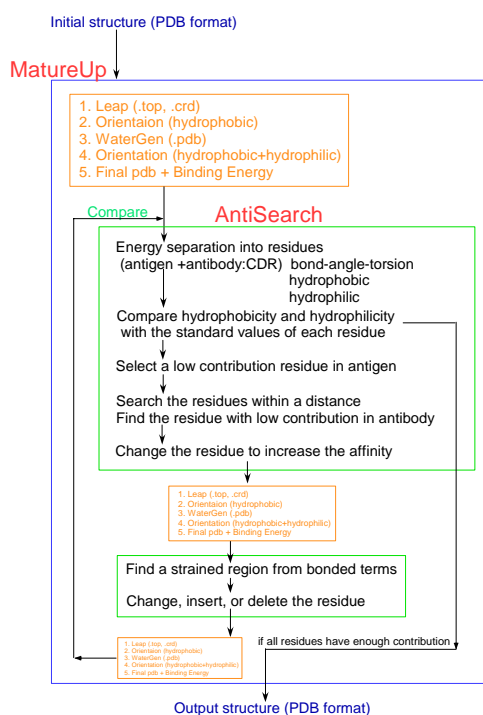 Initial structure (PDB format)
MatureUp
1. Leap (.top, .crd)
2. Orientaion (hydrophobic)
3. WaterGen (.pdb)
4. Orientation (hydrophobic+hydrophilic)
5. Final pdb + Binding Energy
Compare
AntiSearch
Energy separation into residues
(antigen +antibody:CDR) bond-angle-torsion
hydrophobic
hydrophilic
Compare hydrophobicity and hydrophilicity
with the standard values of each residue
Select a low contribution residue in antigen
Search the residues within a distance
Find the residue with low contribution in antibody
Change the residue to increase the affinity
1. Leap (.top, .crd)
2. Orientaion (hydrophobic)
3. WaterGen (.pdb)
4. Orientation (hydrophobic+hydrophilic)
5. Final pdb + Binding Energy
Find a strained region from bonded terms
Change, insert, or delete the residue
if all residues have enough contribution
1. Leap (.top, .crd)
2. Orientaion (hydrophobic)
3. WaterGen (.pdb)
4. Orientation (hydrophobic+hydrophilic)
5. Final pdb + Binding Energy
Output structure (PDB format)